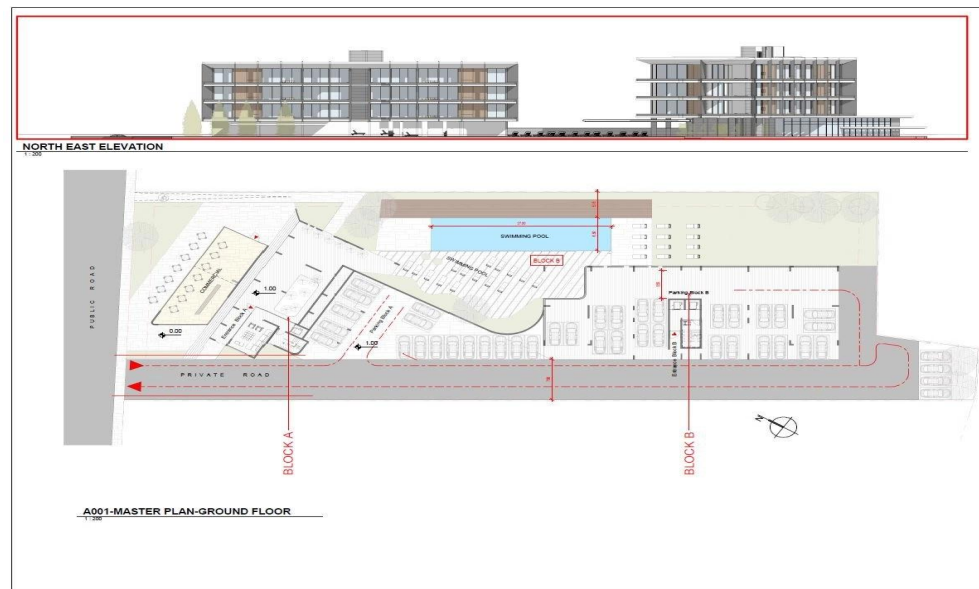 NORTH EAST ELEVATION
1 : 200
SWIMMING POOL
SWIMMING POOL
BLOCK B
COMMERCIAL
PUBLIC ROAD
1.00
0.00
Entrance Block A
Parking Block A
1.00
Parking Block B
Entrance Block B
PRIVATE ROAD
N
BLOCK A
BLOCK B
A001-MASTER PLAN-GROUND FLOOR
1 : 200